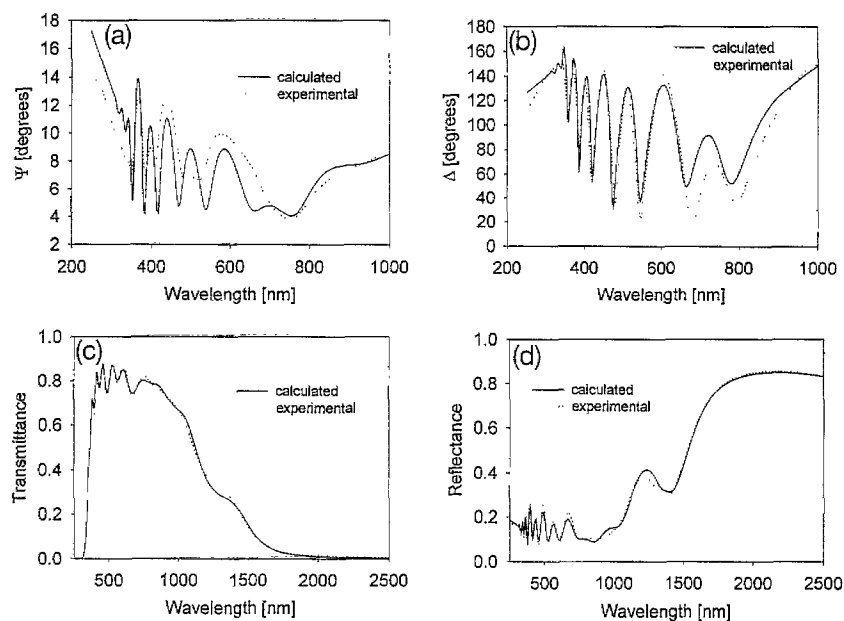 (a)
18
16
14
12
10
8
6
4
2
Ψ [degrees]
calculated
experimental
200 400 600 800 1000
Wavelength [nm]
(b)
180
160
140
120
100
80
60
40
20
0
Δ [degrees]
calculated
experimental
200 400 600 800 1000
Wavelength [nm]
(c)
1.0
0.8
0.6
0.4
0.2
0.0
Transmittance
calculated
experimental
500 1000 1500 2000 2500
Wavelength [nm]
(d)
1.0
0.8
0.6
0.4
0.2
0.0
Reflectance
calculated
experimental
500 1000 1500 2000 2500
Wavelength [nm]